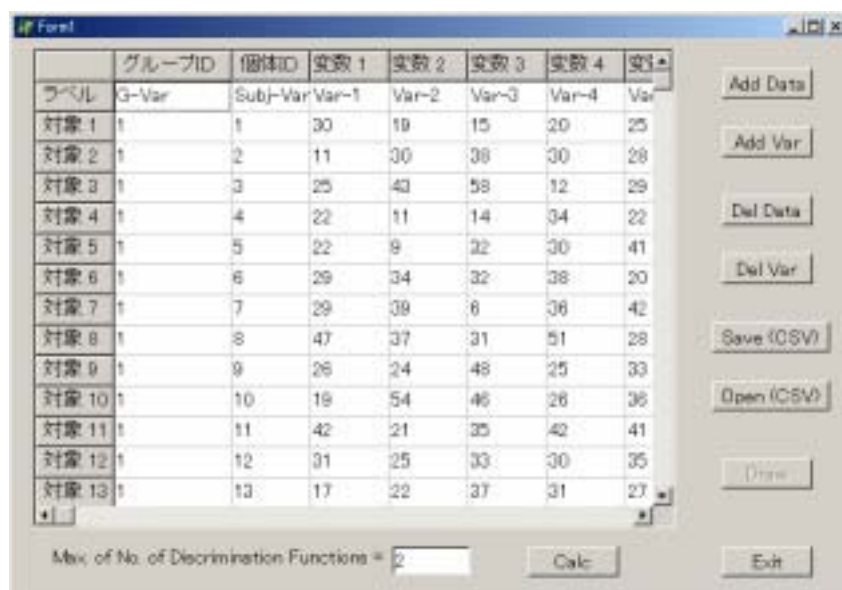 Form1
グループID 個体ID 変数 1 変数 2 変数 3 変数 4
ラベル G-Var Subj-Var Var-1 Var-2 Var-3 Var-4
対象 1 1 1 30 19 15 20 25
対象 2 1 2 11 30 38 30 28
対象 3 1 3 25 43 58 12 29
対象 4 1 4 22 11 14 34 22
対象 5 1 5 22 9 32 30 41
対象 6 1 6 29 34 32 38 20
対象 7 1 7 29 39 6 36 42
対象 8 1 8 47 37 31 51 28
対象 9 1 9 26 24 48 25 33
対象 10 1 10 19 54 46 26 36
対象 11 1 11 42 21 35 42 41
対象 12 1 12 31 25 33 30 35
対象 13 1 13 17 22 37 31 27
Add Data
Add Var
Del Data
Del Var
Save (CSV)
Open (CSV)
Draw
Max. of No. of Discrimination Functions = 2
Calc
Exit